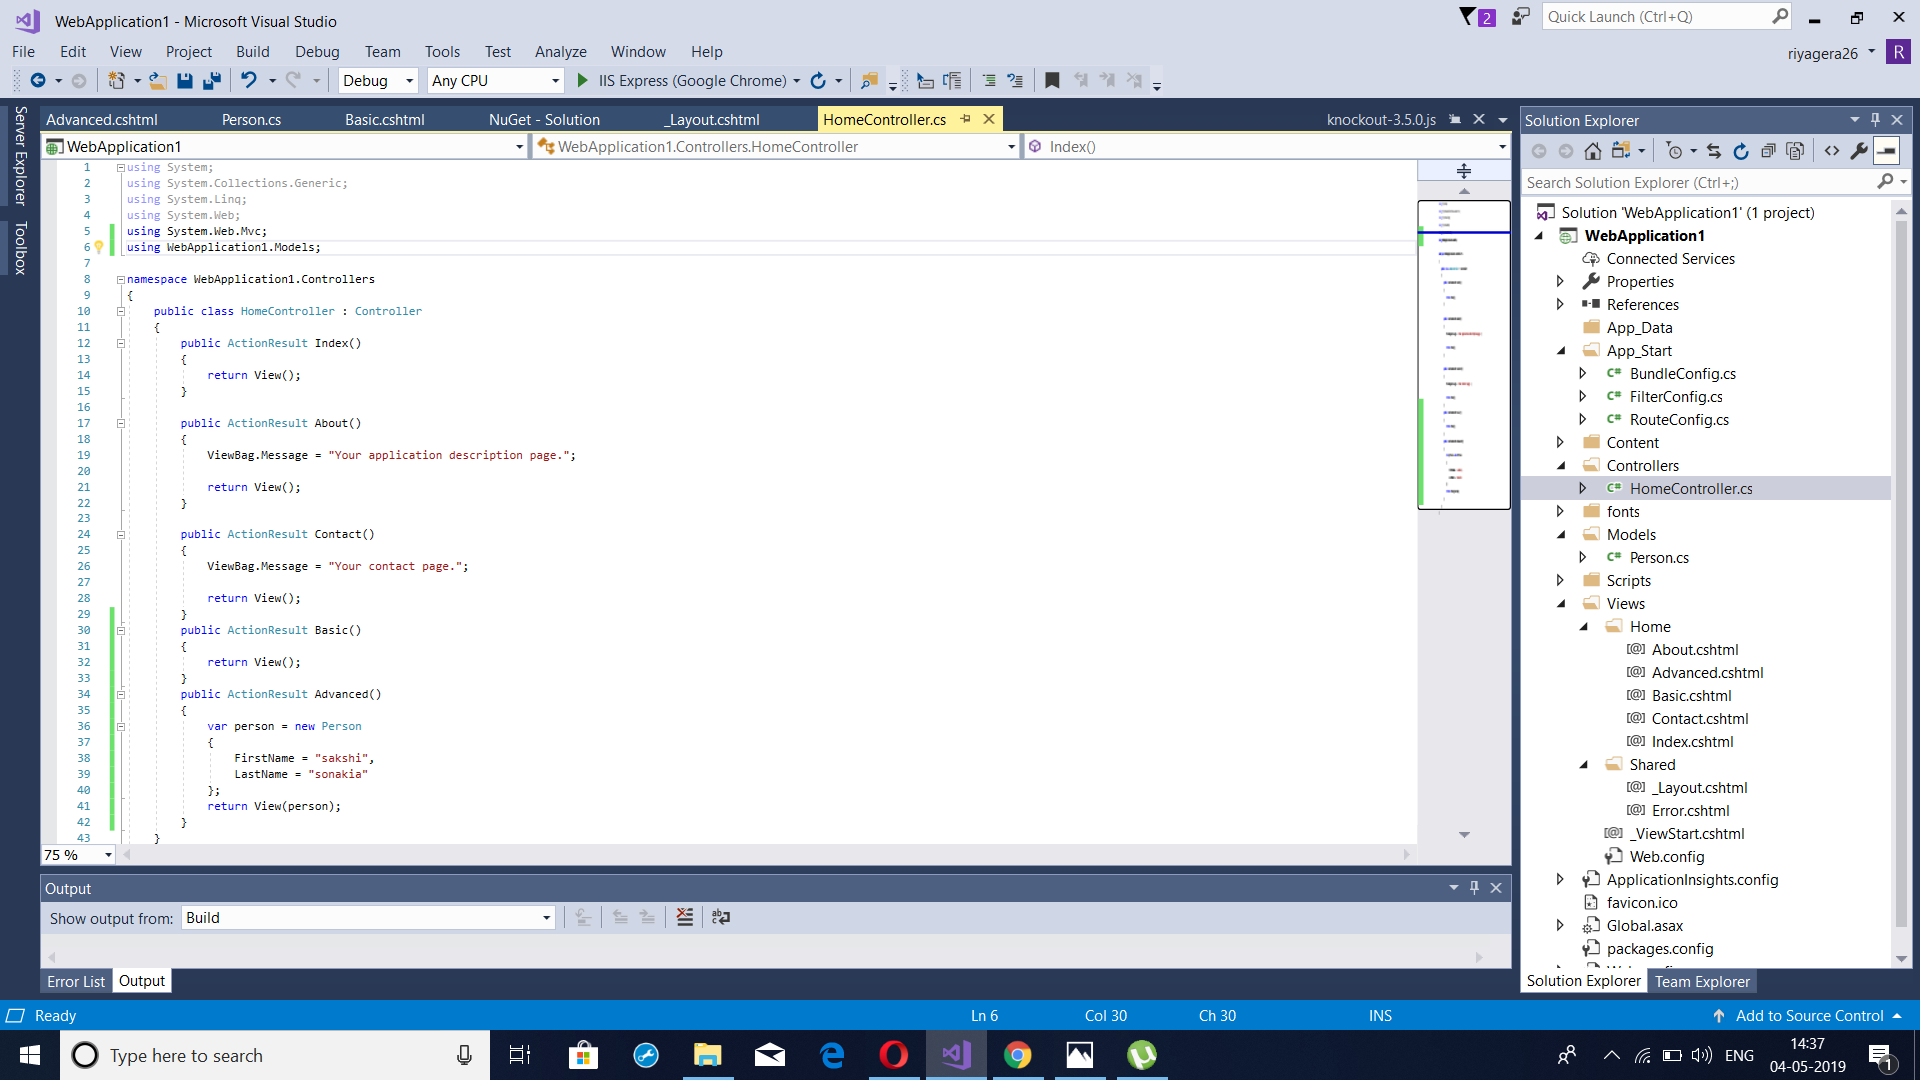 WebApplication1 - Microsoft Visual Studio
2
Quick Launch (Ctrl+Q)
File Edit View Project Build Debug Team Tools Test Analyze Window Help
riyagera26 R
Debug Any CPU IIS Express (Google Chrome)
Server Explorer
Toolbox
Advanced.cshtml Person.cs Basic.cshtml NuGet - Solution _Layout.cshtml HomeController.cs knockout-3.5.0.js
WebApplication1 WebApplication1.Controllers.HomeController Index()
1 using System;
2 using System.Collections.Generic;
3 using System.Linq;
4 using System.Web;
5 using System.Web.Mvc;
6 using WebApplication1.Models;
7
8 namespace WebApplication1.Controllers
9 {
10 public class HomeController : Controller
11 {
12 public ActionResult Index()
13 {
14 return View();
15 }
16
17 public ActionResult About()
18 {
19 ViewBag.Message = "Your application description page.";
20
21 return View();
22 }
23
24 public ActionResult Contact()
25 {
26 ViewBag.Message = "Your contact page.";
27
28 return View();
29 }
30 public ActionResult Basic()
31 {
32 return View();
33 }
34 public ActionResult Advanced()
35 {
36 var person = new Person
37 {
38 FirstName = "sakshi",
39 LastName = "sonakia"
40 };
41 return View(person);
42 }
43 }
75 %
Output
Show output from: Build
Error List Output
Solution Explorer
Search Solution Explorer (Ctrl+;)
Solution 'WebApplication1' (1 project)
WebApplication1
Connected Services
Properties
References
App_Data
App_Start
C# BundleConfig.cs
C# FilterConfig.cs
C# RouteConfig.cs
Content
Controllers
C# HomeController.cs
fonts
Models
C# Person.cs
Scripts
Views
Home
[@] About.cshtml
[@] Advanced.cshtml
[@] Basic.cshtml
[@] Contact.cshtml
[@] Index.cshtml
Shared
[@] _Layout.cshtml
[@] Error.cshtml
[@] _ViewStart.cshtml
Web.config
ApplicationInsights.config
favicon.ico
Global.asax
packages.config
Solution Explorer Team Explorer
Ready Ln 6 Col 30 Ch 30 INS Add to Source Control
Type here to search
ENG
14:37
04-05-2019
1